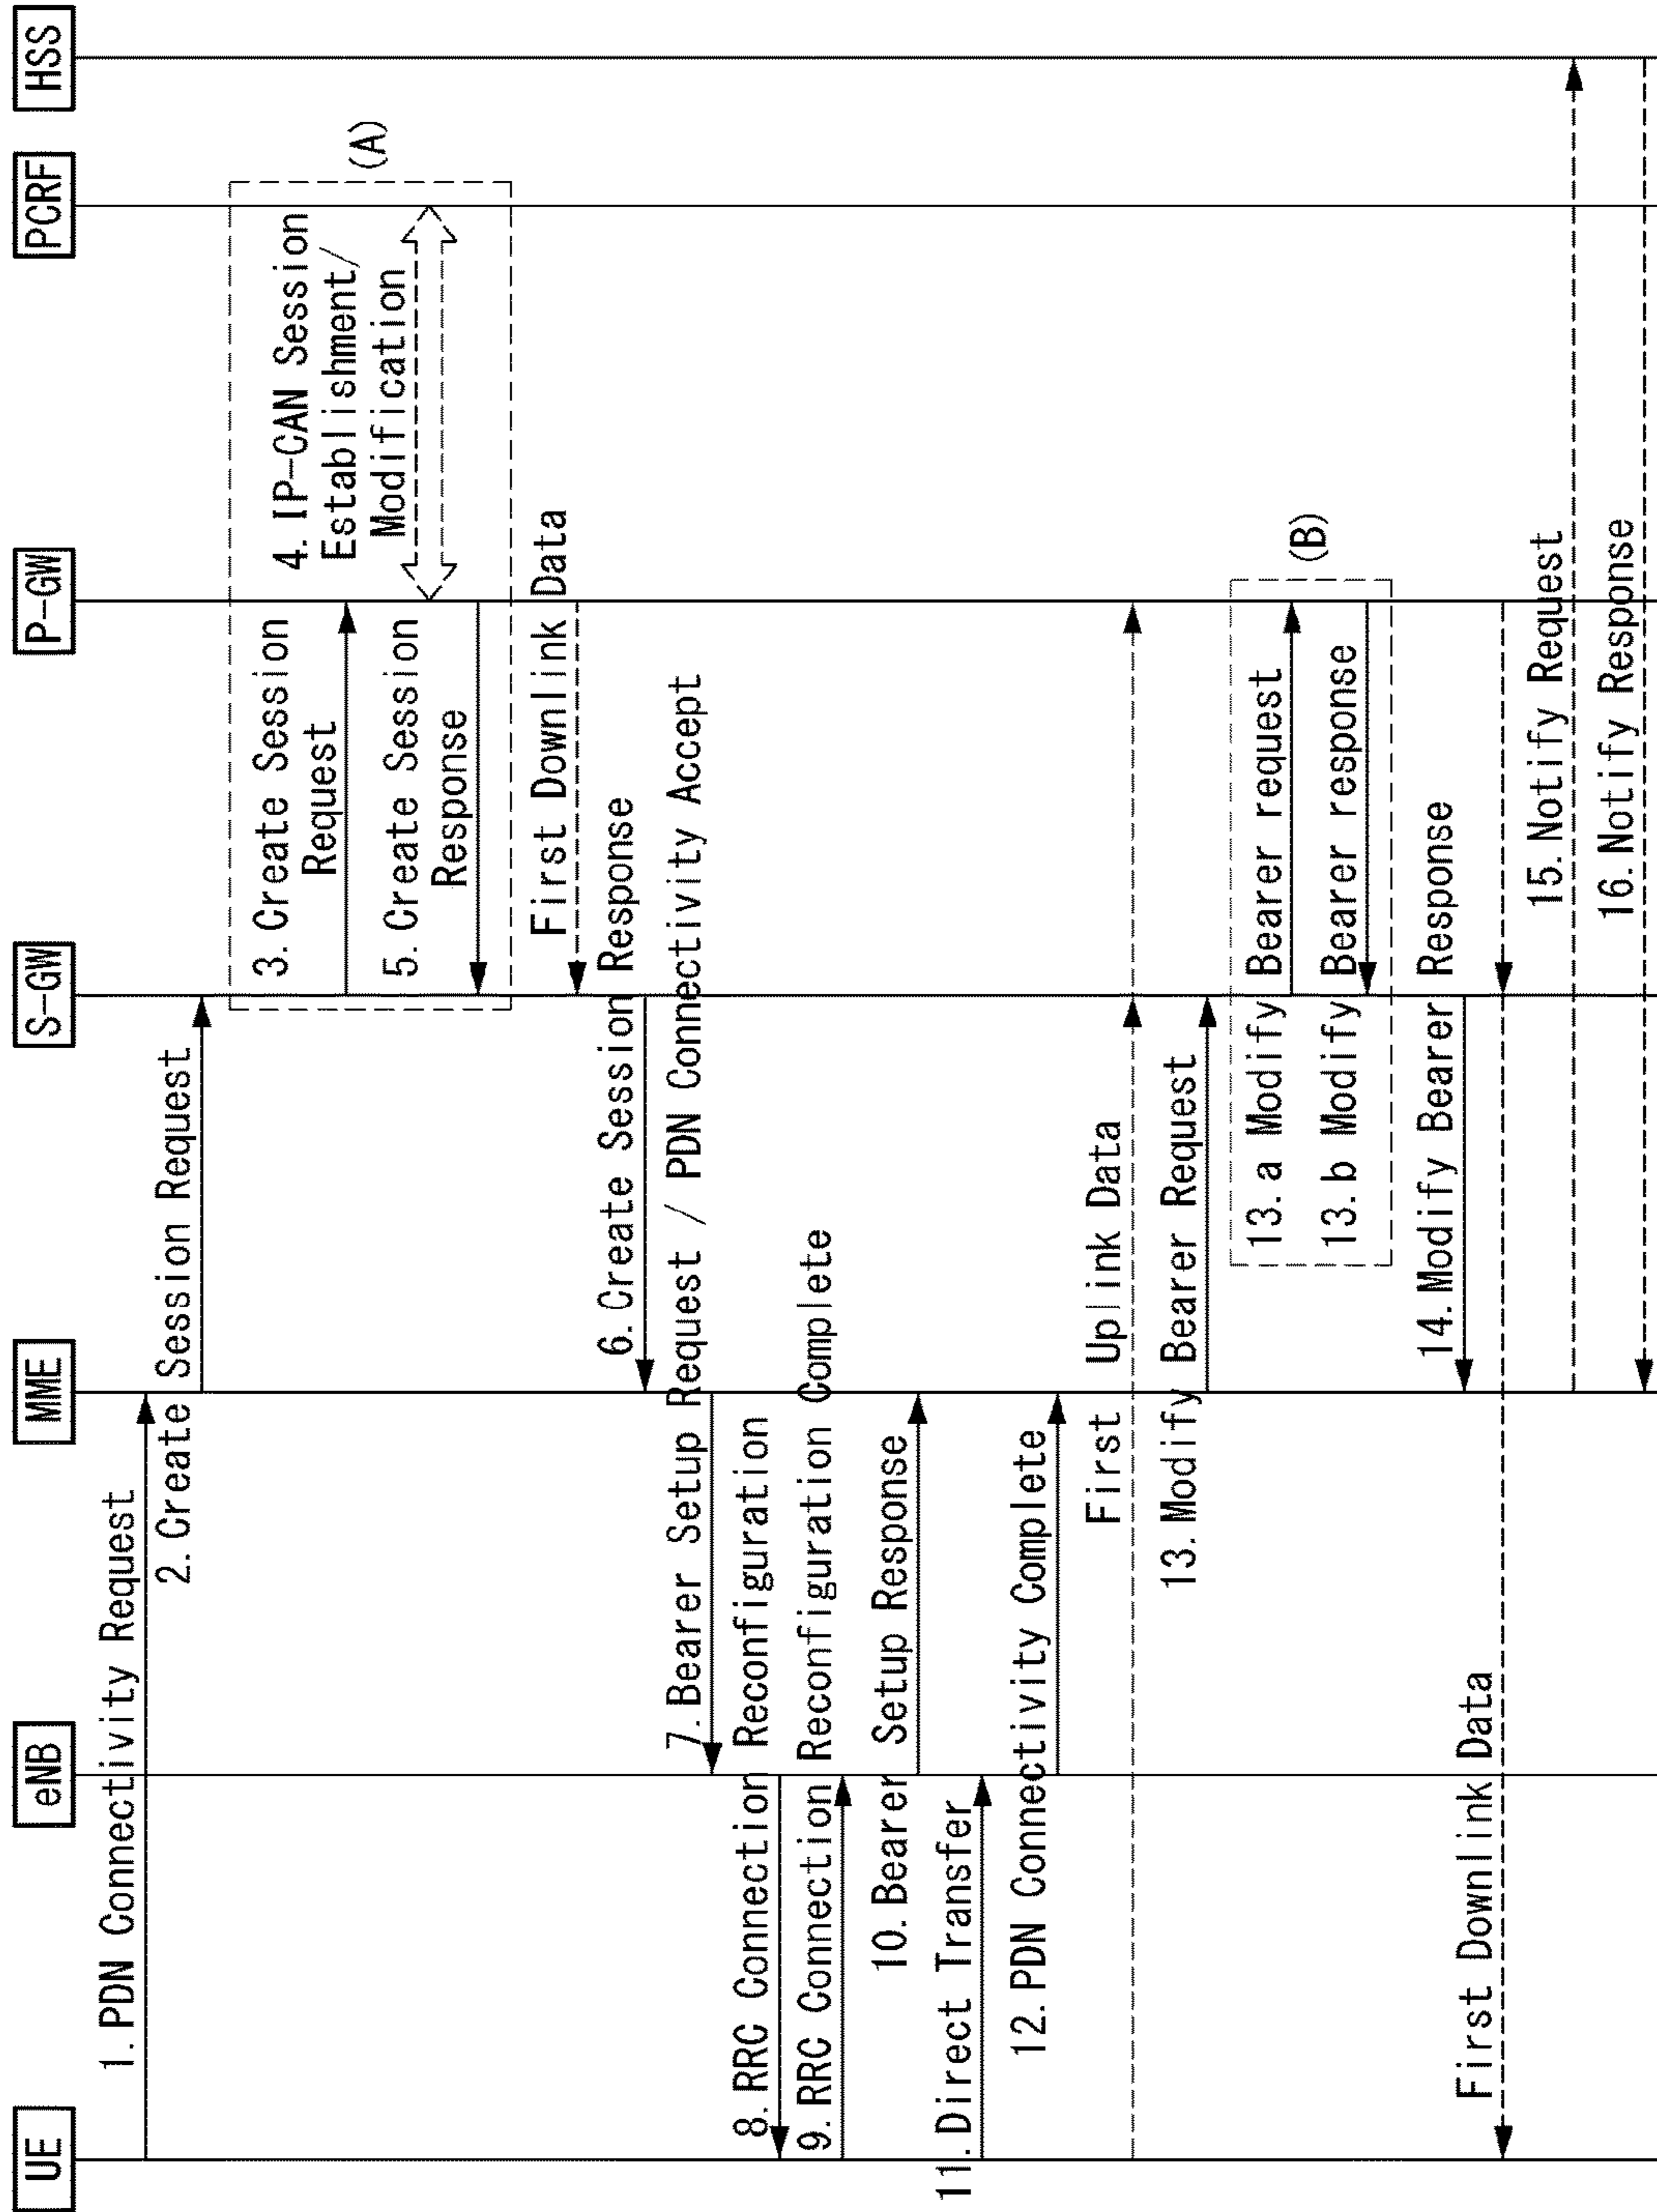 UE
eNB
MME
S-GW
P-GW
PCRF
HSS
1. PDN Connectivity Request
2. Create Session Request
3. Create Session
Request
4. IP-CAN Session
Establishment/
Modification
(A)
5. Create Session
Response
First Downlink Data
6. Create Session Response
7. Bearer Setup Request / PDN Connectivity Accept
8. RRC Connection Reconfiguration
9. RRC Connection Reconfiguration Complete
10. Bearer Setup Response
11. Direct Transfer
12. PDN Connectivity Complete
First Uplink Data
13. Modify Bearer Request
13. a Modify Bearer request
(B)
13. b Modify Bearer response
14. Modify Bearer Response
First Downlink Data
15. Notify Request
16. Notify Response